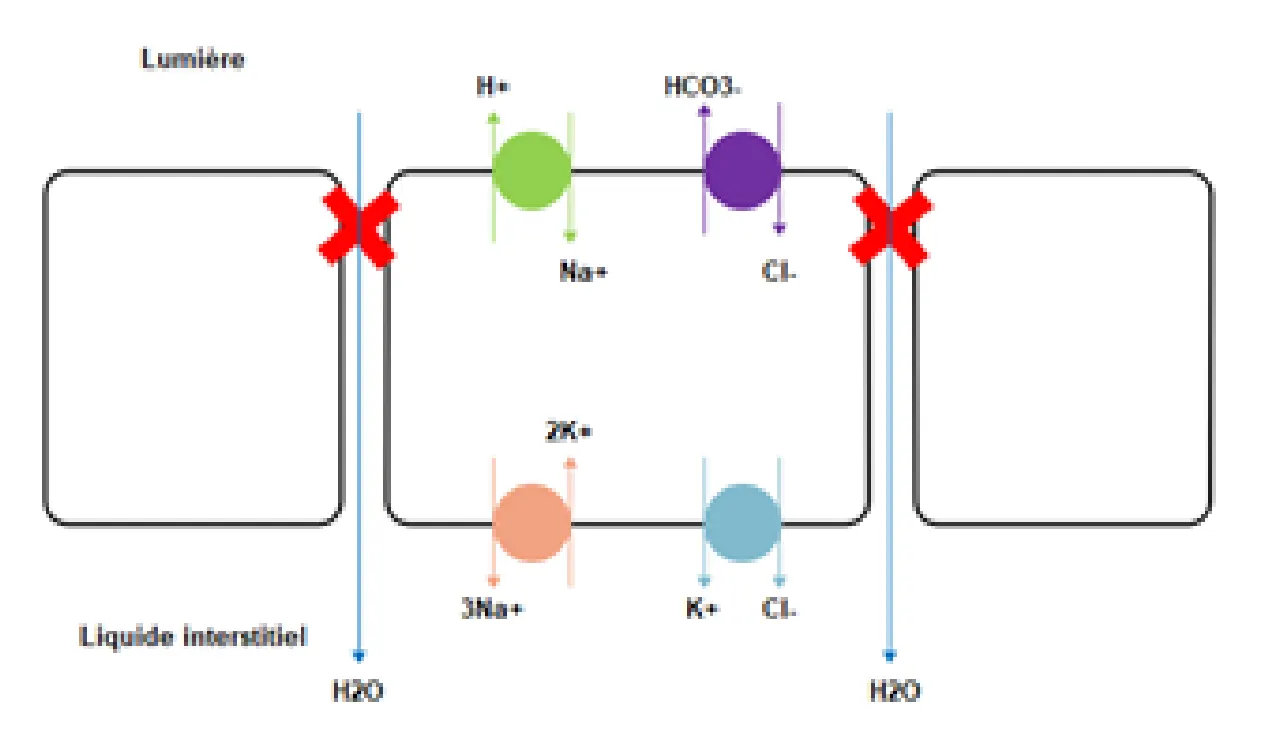 Lumière
H+
HCO3-
Na+
Cl-
2K+
3Na+
K+
Cl-
Liquide interstitiel
H2O
H2O